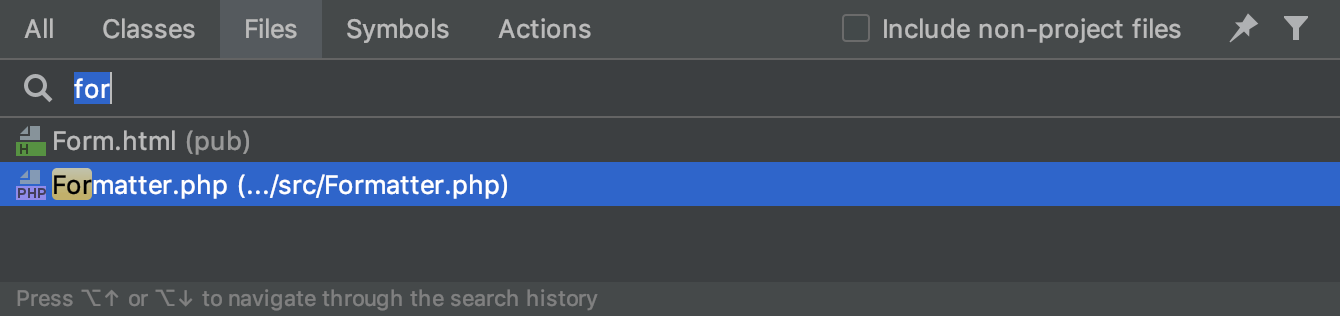 All Classes Files Symbols Actions Include non-project files
for
H Form.html (pub)
PHP Formatter.php (.../src/Formatter.php)
Press ⌥↑ or ⌥↓ to navigate through the search history